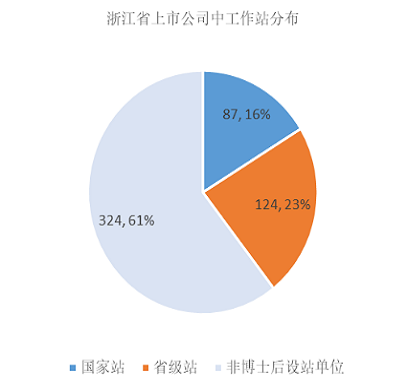 浙江省上市公司中工作站分布
87, 16%
124, 23%
324, 61%
国家站 省级站 非博士后设站单位